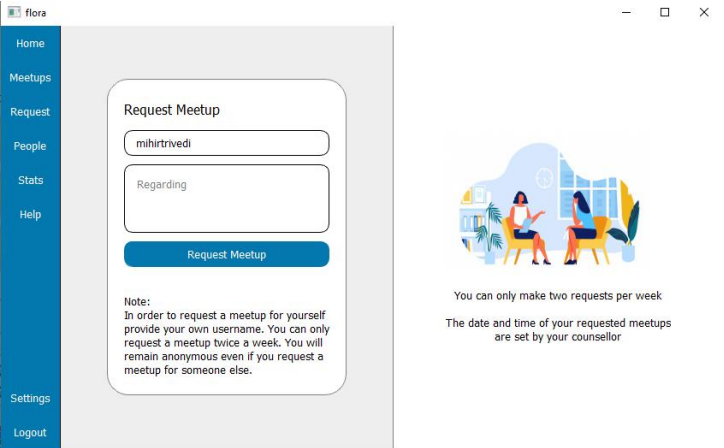 flora
Home
Meetups
Request
People
Stats
Help
Settings
Logout
Request Meetup
mihirtrivedi
Regarding
Request Meetup
Note:
In order to request a meetup for yourself
provide your own username. You can only
request a meetup twice a week. You will
remain anonymous even if you request a
meetup for someone else.
You can only make two requests per week
The date and time of your requested meetups
are set by your counsellor